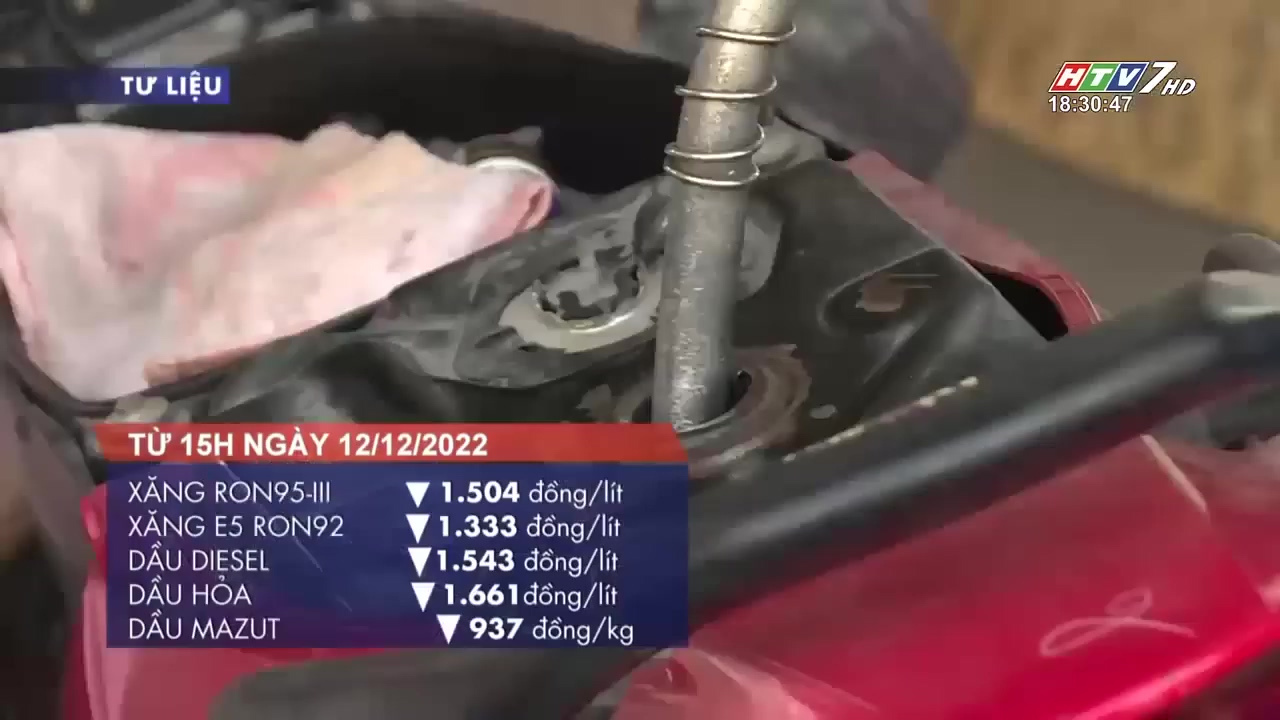 TƯ LIỆU
HTV7HD
18:30:47
TỪ 15H NGÀY 12/12/2022
XĂNG RON95-III ▼ 1.504 đồng/lít
XĂNG E5 RON92 ▼ 1.333 đồng/lít
DẦU DIESEL ▼1.543 đồng/lít
DẦU HỎA ▼ 1.661đồng/lít
DẦU MAZUT ▼ 937 đồng/kg